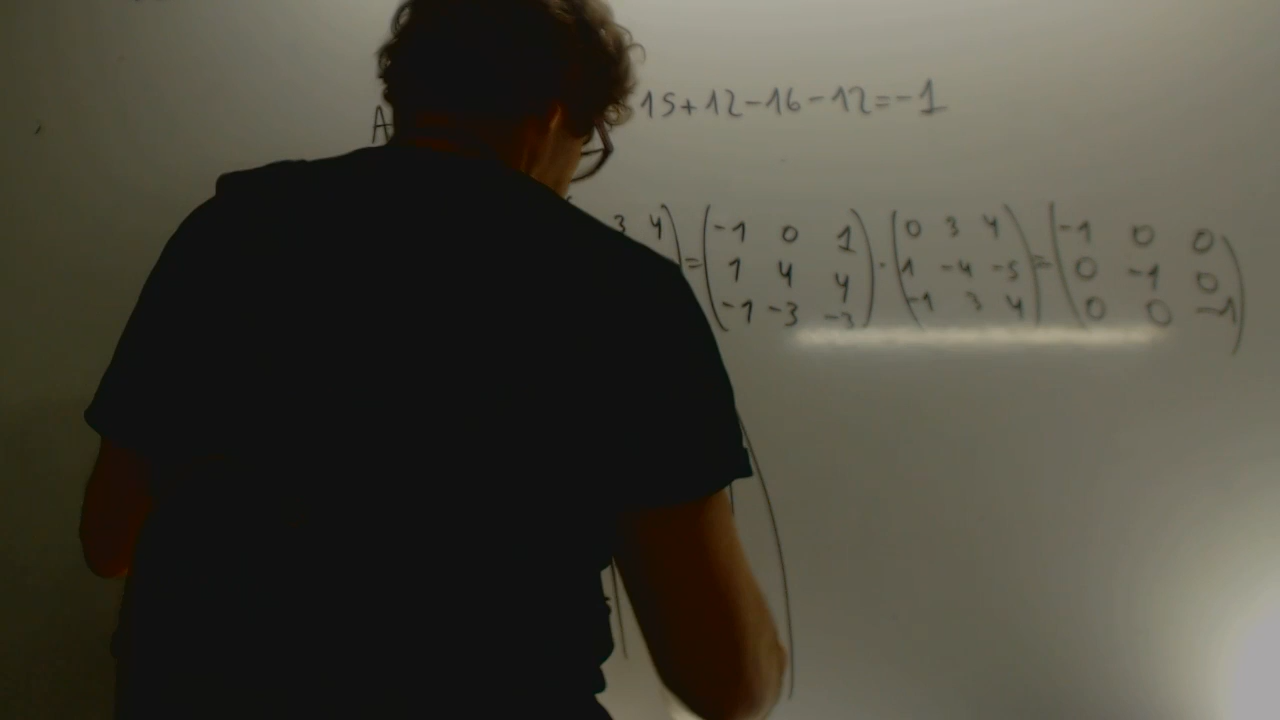 A 15+12-16-12=-1
3 4 ) = ( -1 0 1 ) · ( 0 3 4 ) = ( -1 0 0 )
1 4 4 1 -4 -5 0 -1 0
-1 -3 -3 -1 3 4 0 0 -1